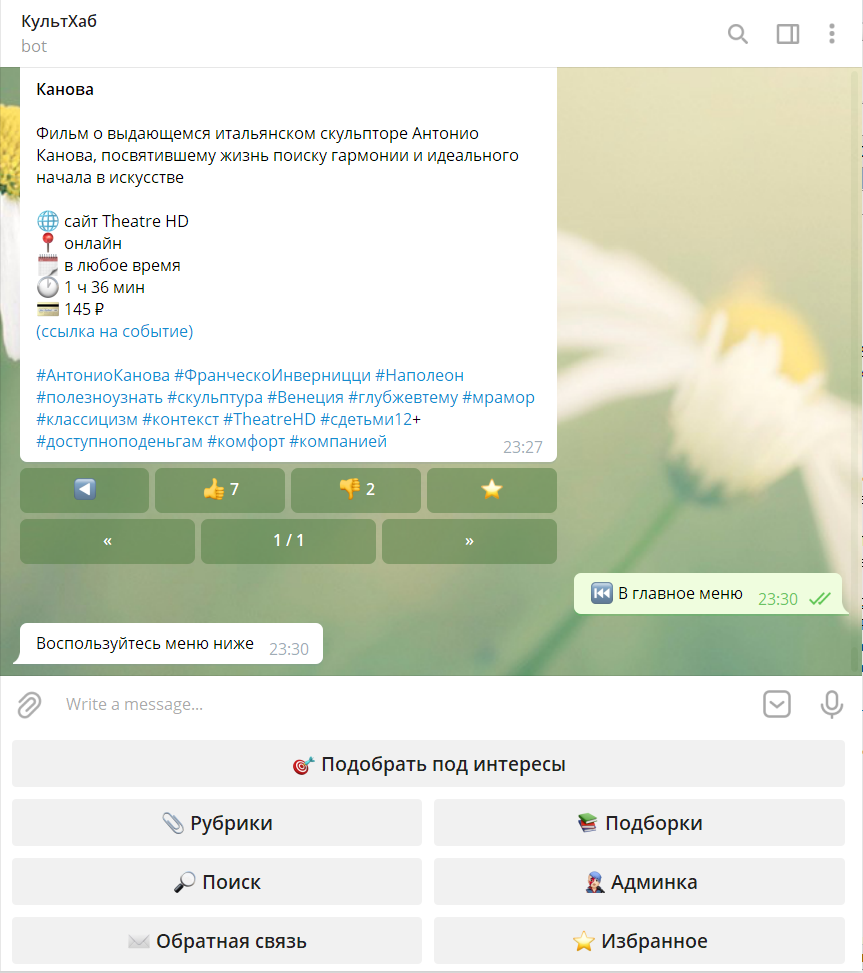 КультХаб
bot
Канова
Фильм о выдающемся итальянском скульпторе Антонио
Канова, посвятившему жизнь поиску гармонии и идеального
начала в искусстве
сайт Theatre HD
онлайн
в любое время
1 ч 36 мин
145 ₽
(ссылка на событие)
#АнтониоКанова #ФранческоИверницци #Наполеон
#полезноузнать #скульптура #Венеция #глубжевтему #мрамор
#классицизм #контекст #TheatreHD #сдетьми12+
#доступноподеньгам #комфорт #компанией
23:27
7
2
«
1 / 1
»
В главное меню 23:30
Воспользуйтесь меню ниже 23:30
Write a message...
Подобрать под интересы
Рубрики
Подборки
Поиск
Админка
Обратная связь
Избранное